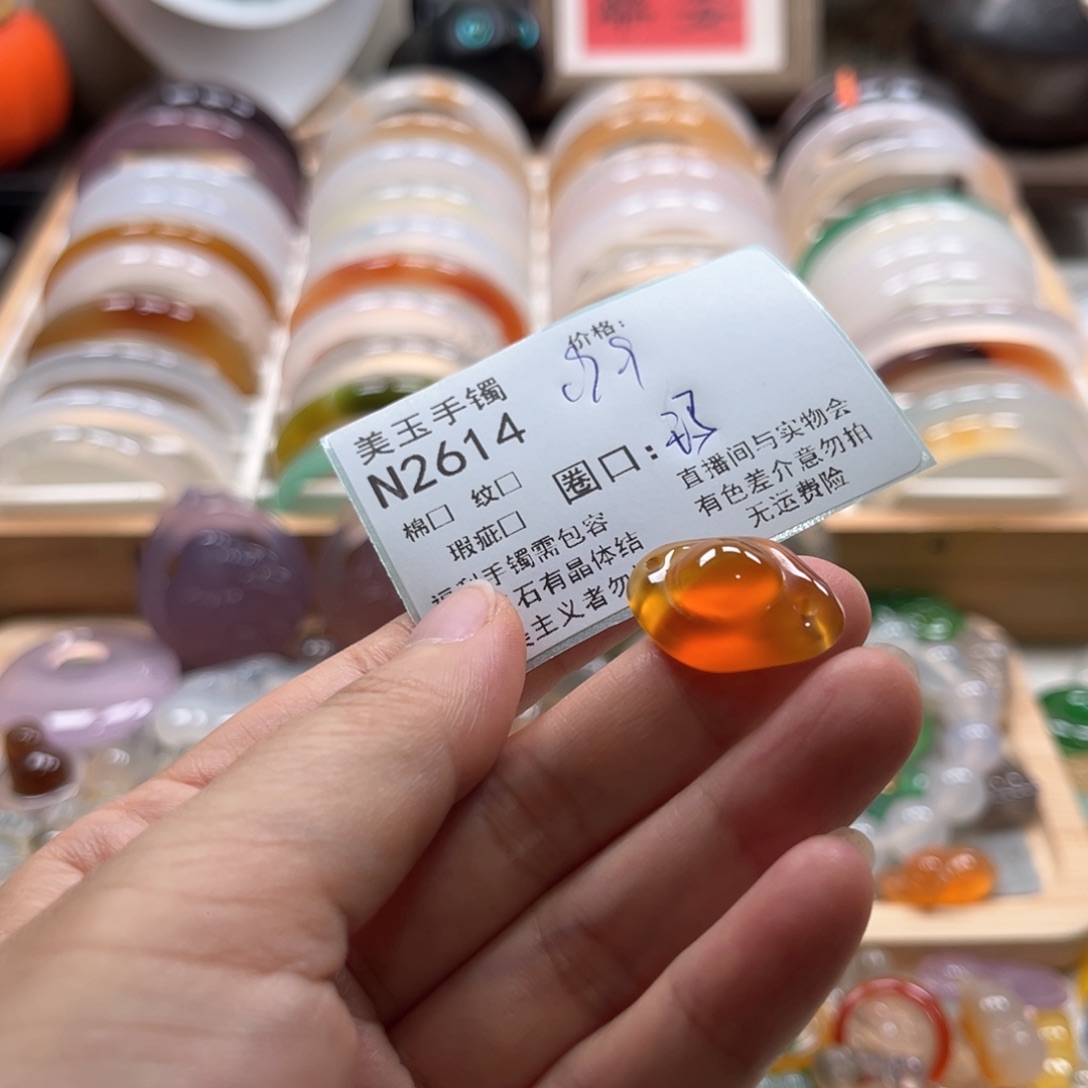 价格:
99
美玉手镯
N2614
棉□ 纹□
瑕疵□
圈口:
直播间与实物会
有色差介意勿拍
无运费险
手镯需包容
石有晶体结
主义者勿